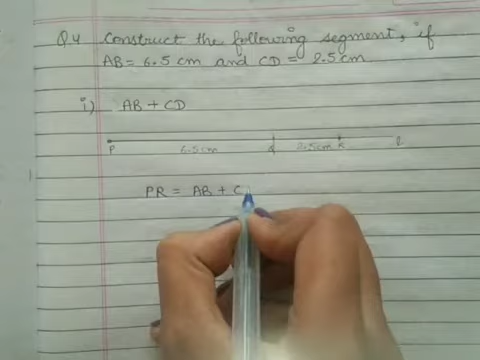 Q.4 Construct the following segment, if
AB = 6.5 cm and CD = 2.5 cm
i) AB + CD
P 6.5 cm Q 2.5 cm R l
PR = AB + C